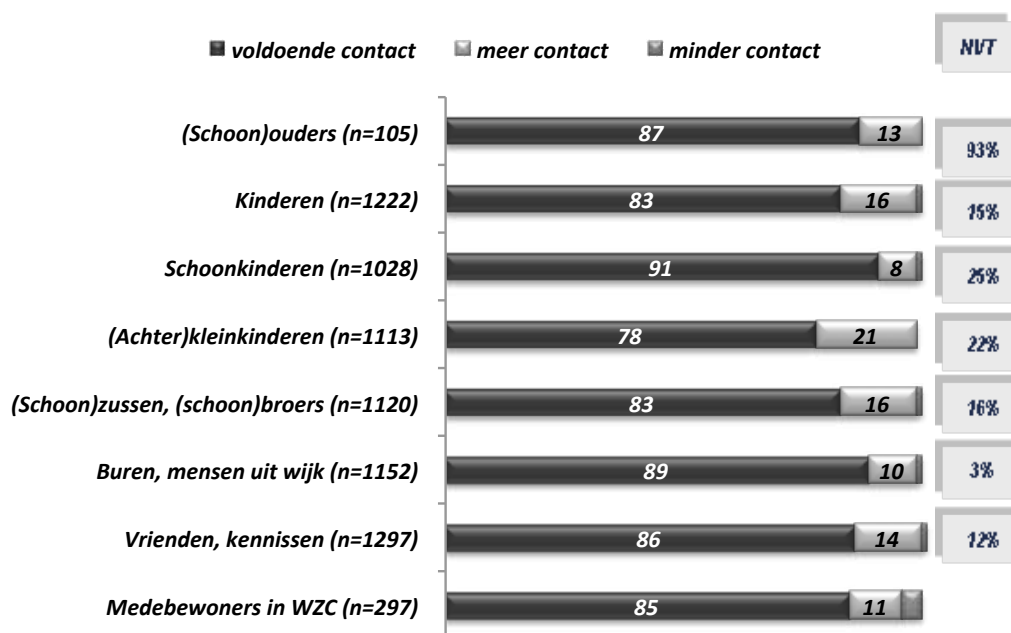 voldoende contact meer contact minder contact NVT
(Schoon)ouders (n=105) 87 13 93%
Kinderen (n=1222) 83 16 15%
Schoonkinderen (n=1028) 91 8 25%
(Achter)kleinkinderen (n=1113) 78 21 22%
(Schoon)zussen, (schoon)broers (n=1120) 83 16 16%
Buren, mensen uit wijk (n=1152) 89 10 3%
Vrienden, kennissen (n=1297) 86 14 12%
Medebewoners in WZC (n=297) 85 11